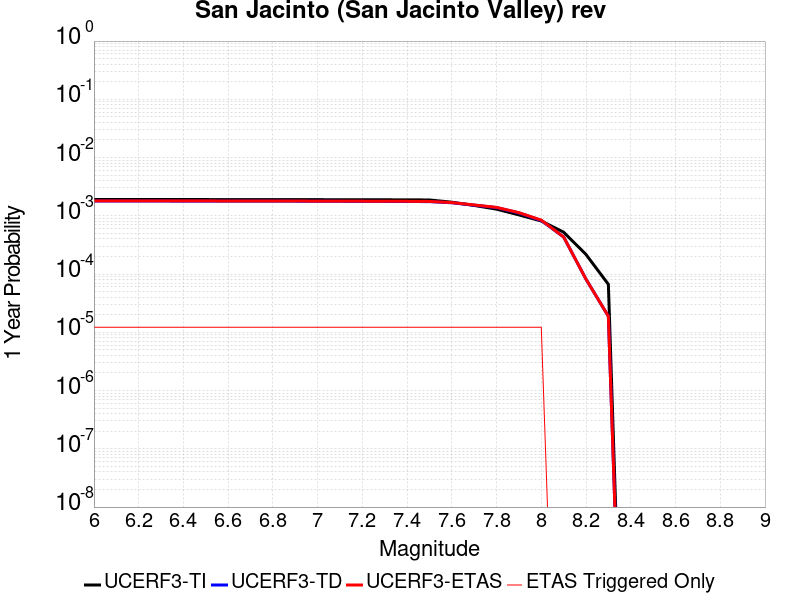 San Jacinto (San Jacinto Valley) rev
10^0
10^-1
10^-2
10^-3
10^-4
10^-5
10^-6
10^-7
10^-8
1 Year Probability
6 6.2 6.4 6.6 6.8 7 7.2 7.4 7.6 7.8 8 8.2 8.4 8.6 8.8 9
Magnitude
UCERF3-TI UCERF3-TD UCERF3-ETAS ETAS Triggered Only